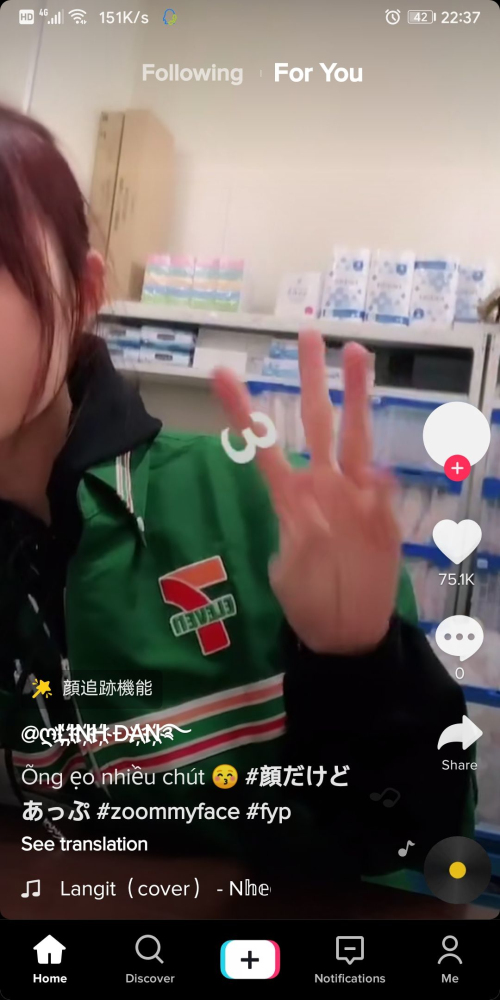 HD 4G 151K/s 42 22:37
Following For You
3
ELEVEN
75.1K
0
顔追跡機能
Õng ẹo nhiều chút 😚 #顔だけど
Share
あっぷ #zoommyface #fyp
See translation
Langit (cover) - Nhe
Home Discover Notifications Me